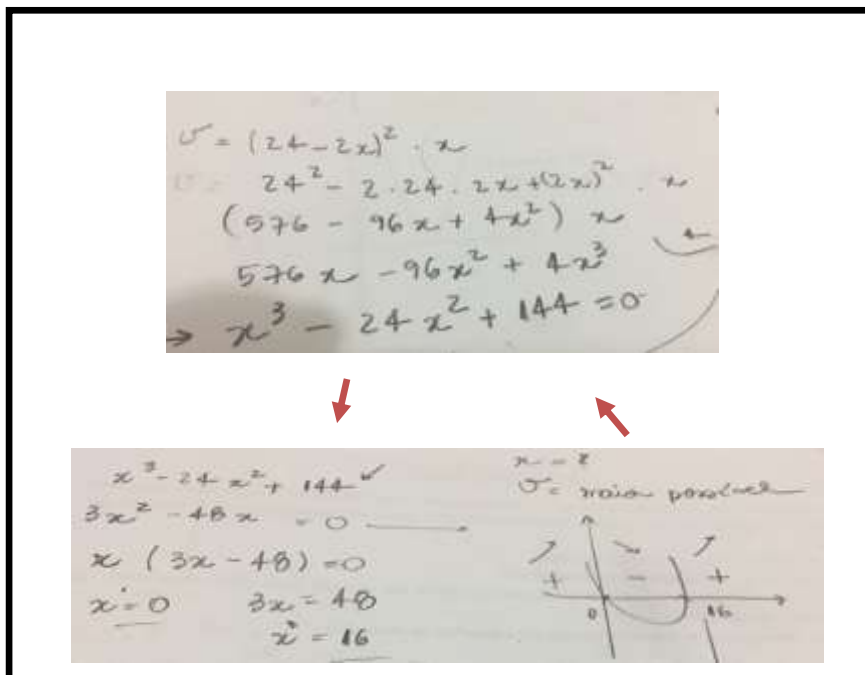 V = (24 - 2x)² . x
24² - 2 . 24 . 2x + (2x)² . x
(576 - 96x + 4x²) x
576x - 96x² + 4x³
→ x³ - 24x² + 144 = 0
x³ - 24x² + 144 ✓
3x² - 48x = 0
x (3x - 48) = 0
x' = 0 3x = 48
x" = 16
x = ?
V = maior possível
+ - +
0 16